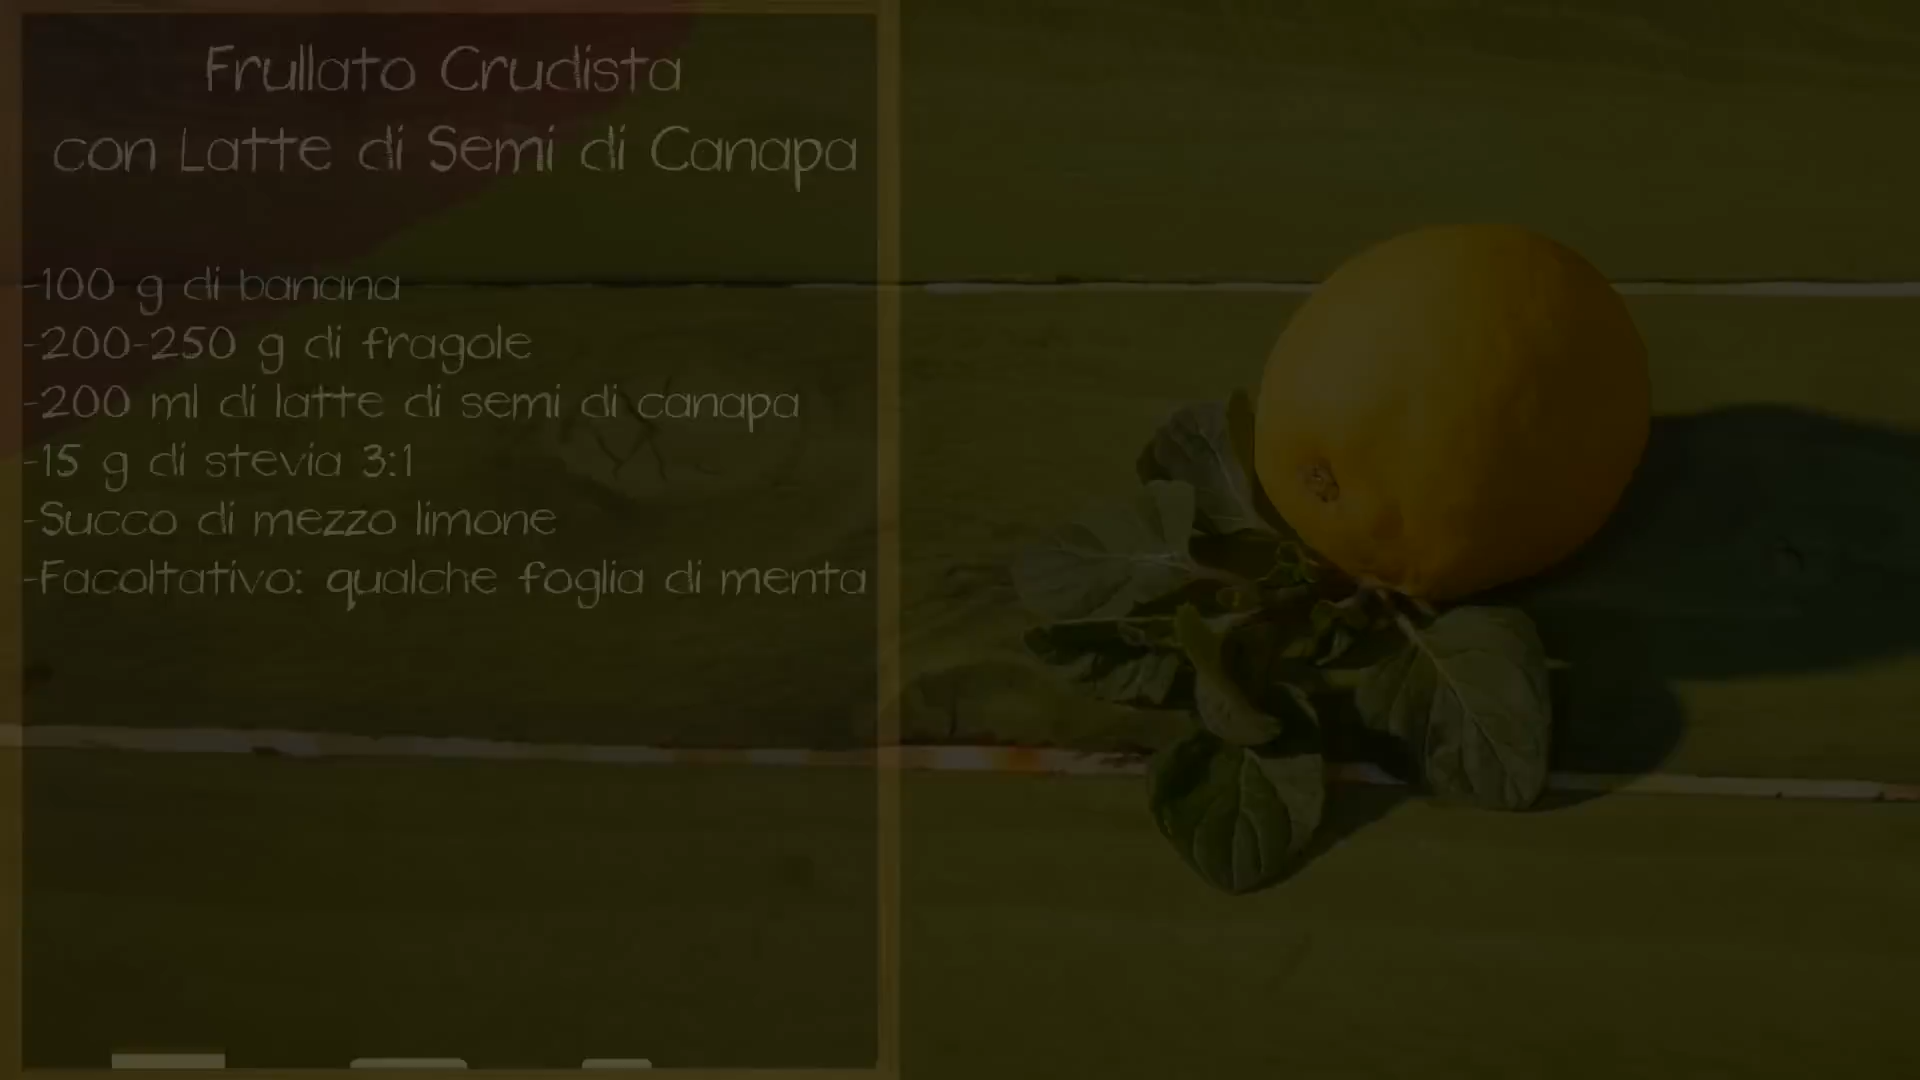 Frullato Crudista
con Latte di Semi di Canapa
-100 g di banana
-200-250 g di fragole
-200 ml di latte di semi di canapa
-15 g di stevia 3:1
-Succo di mezzo limone
-Facoltativo: qualche foglia di menta